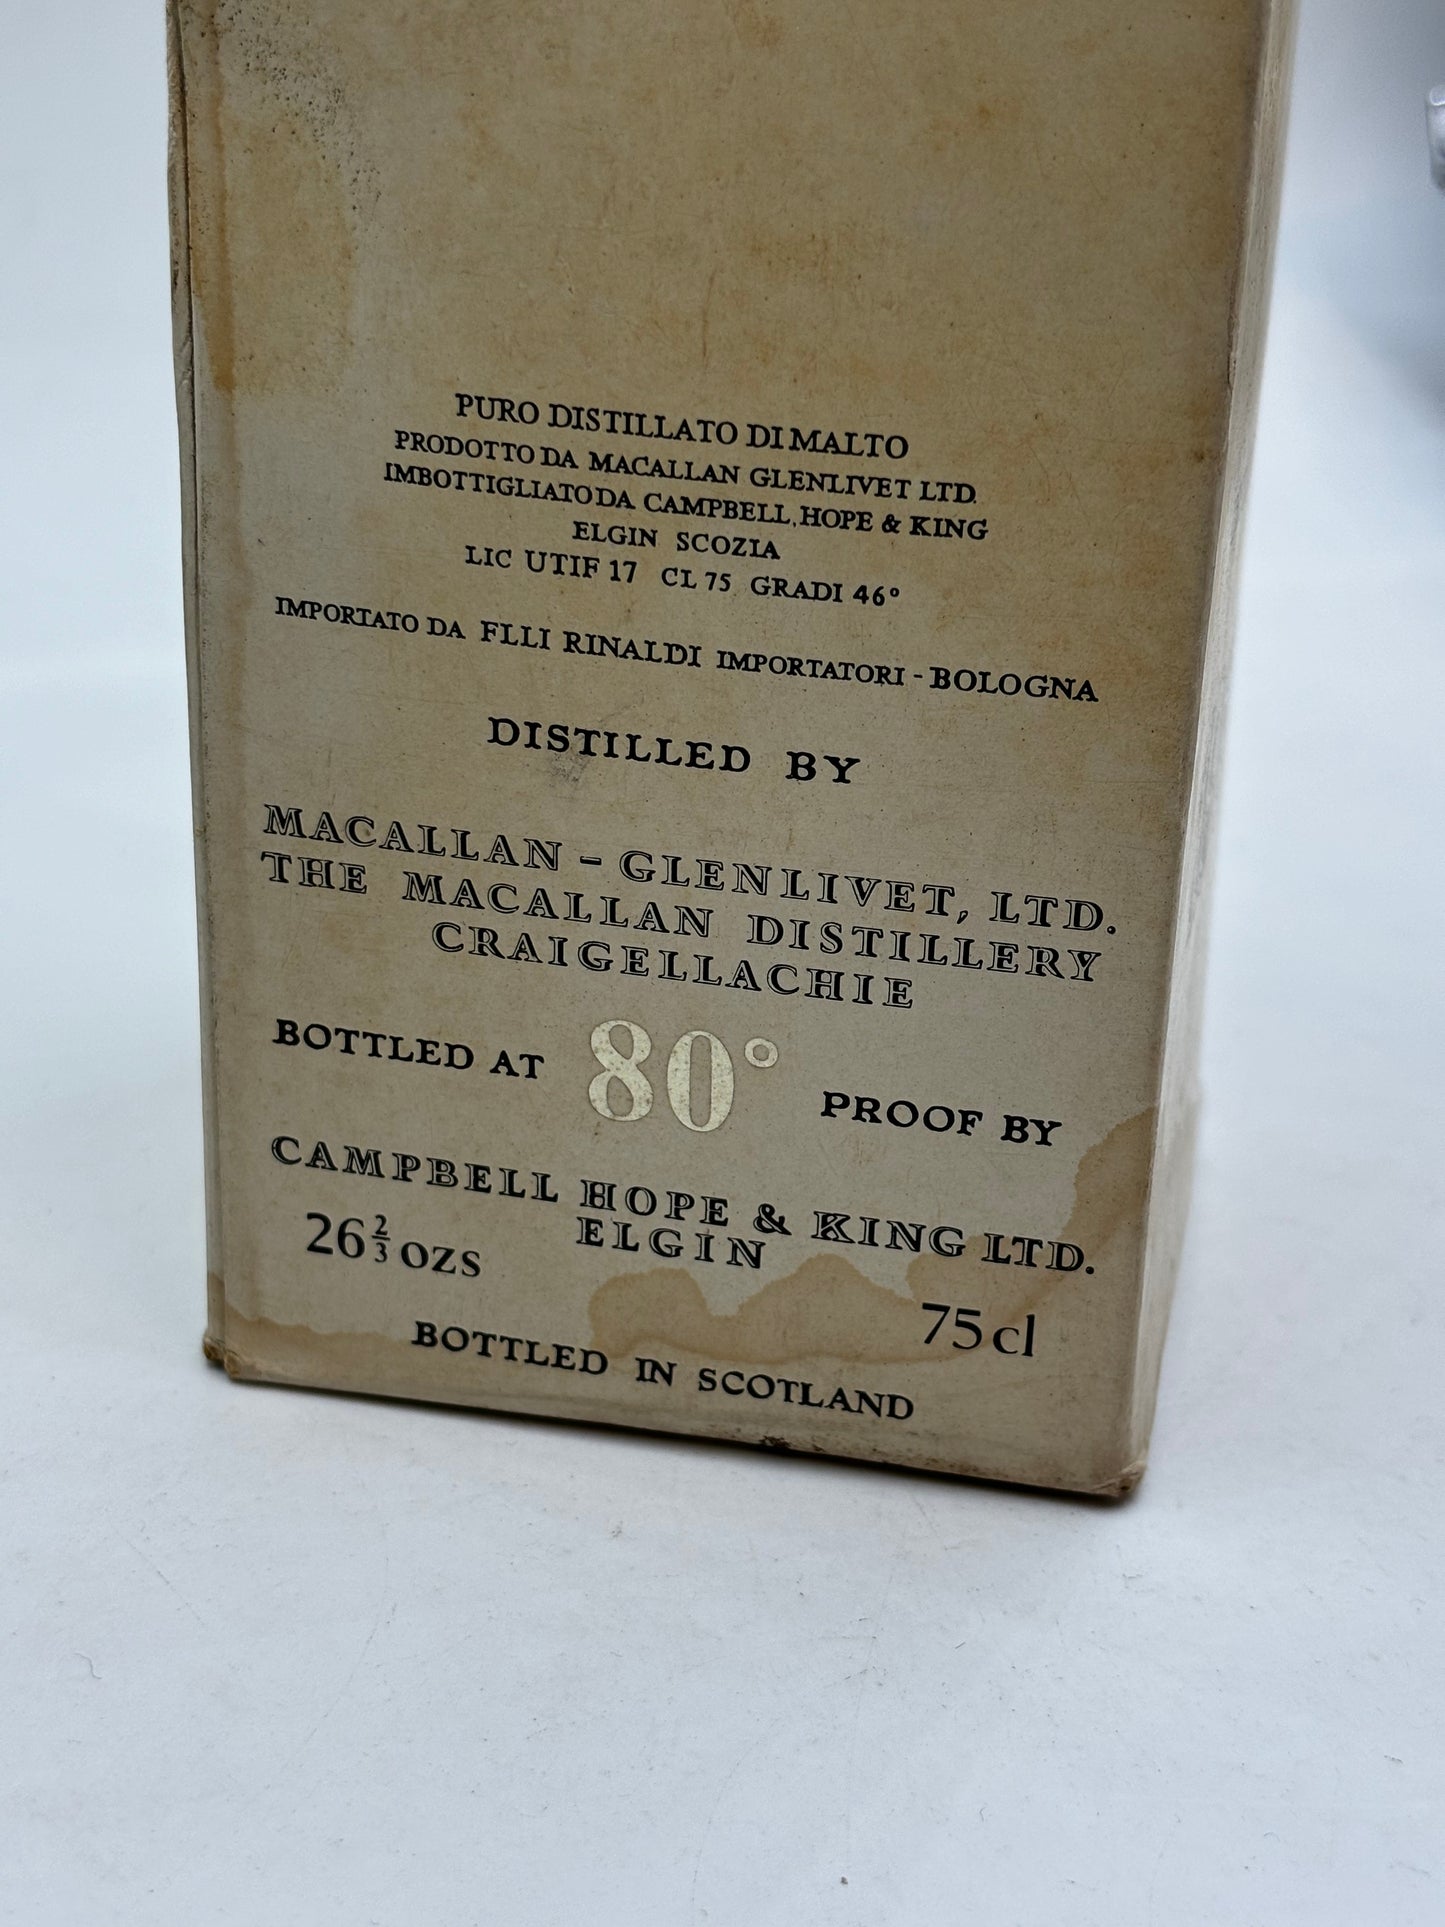 PURO DISTILLATO DI MALTO
PRODOTTO DA MACALLAN GLENLIVET LTD.
IMBOTTIGLIATO DA CAMPBELL, HOPE & KING
ELGIN SCOZIA
LIC UTIF 17 CL 75 GRADI 46°
IMPORTATO DA FLLI RINALDI IMPORTATORI - BOLOGNA
DISTILLED BY
MACALLAN - GLENLIVET, LTD.
THE MACALLAN DISTILLERY
CRAIGELLACHIE
BOTTLED AT 80° PROOF BY
CAMPBELL HOPE & KING LTD.
ELGIN
26⅔ OZS
75 cl
BOTTLED IN SCOTLAND